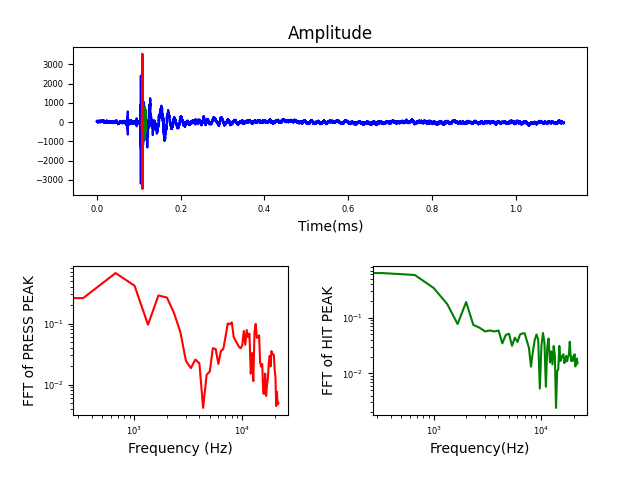 Amplitude
3000
2000
1000
0
−1000
−2000
−3000
0.0 0.2 0.4 0.6 0.8 1.0
Time(ms)
FFT of PRESS PEAK
10⁻¹
10⁻²
10³ 10⁴
Frequency (Hz)
FFT of HIT PEAK
10⁻¹
10⁻²
10³ 10⁴
Frequency(Hz)